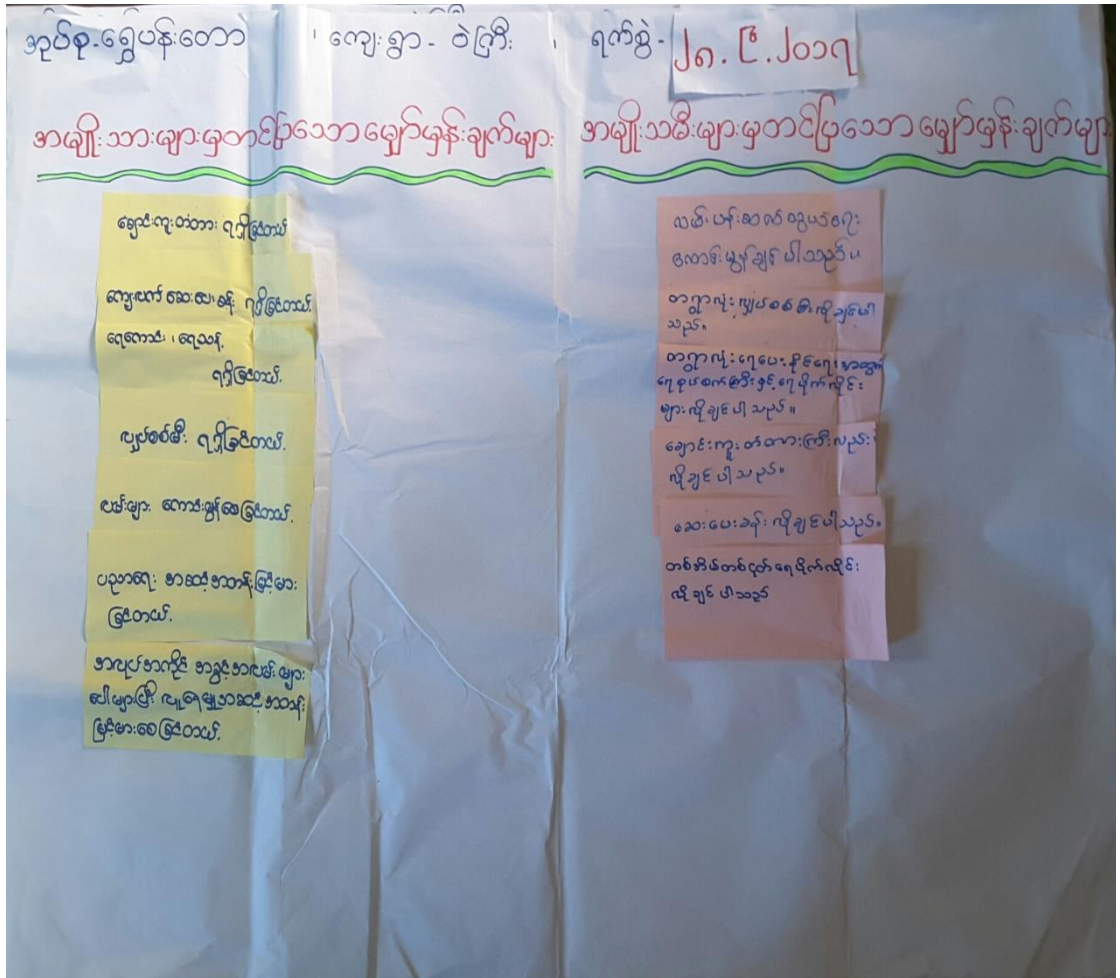 အုပ်စု-ရွှေပန်းတော ၊ ကျေးရွာ - ဝဲကြီး ၊ ရက်စွဲ - ၂၈.၉.၂၀၁၇
အမျိုးသားများမှတင်ပြသော မျှော်မှန်းချက်များ
ချောင်းကူးတံတား ရရှိခြင်တယ်
ကျေးလက် ဆေးပေးခန်း ရရှိခြင်တယ်.
ရေကောင်း ၊ ရေသန့်
ရရှိခြင်တယ်.
လျှပ်စစ်မီး ရရှိခြင်တယ်.
လမ်းများ ကောင်းမွန်စေခြင်တယ်.
ပညာရေး အဆင့်အတန်းမြင့်မား
ခြင်တယ်.
အလုပ်အကိုင် အခွင့်အလမ်းများ
ပေါများပြီး လူနေမှုအဆင့်အတန်း
မြင့်မားစေခြင်တယ်.
အမျိုးသမီးများမှတင်ပြသော မျှော်မှန်းချက်များ
လမ်းပန်းဆက်သွယ်ရေး
ကောင်းမွန်ချင်ပါသည်။
တရွာလုံးလျှပ်စစ်မီးလိုချင်ပါ
သည်။
တရွာလုံးရေပေးနိုင်ရေးအတွက်
ရေစုပ်စက်ကြီးနှင့် ရေပိုက်လိုင်း
များလိုချင်ပါသည်။
ချောင်းကူးတံတားကြီးလည်း
လိုချင်ပါသည်။
ဆေးပေးခန်းလိုချင်ပါသည်။
တစ်အိမ်တစ်ငုတ်ရေပိုက်လိုင်း
လိုချင်ပါသည်